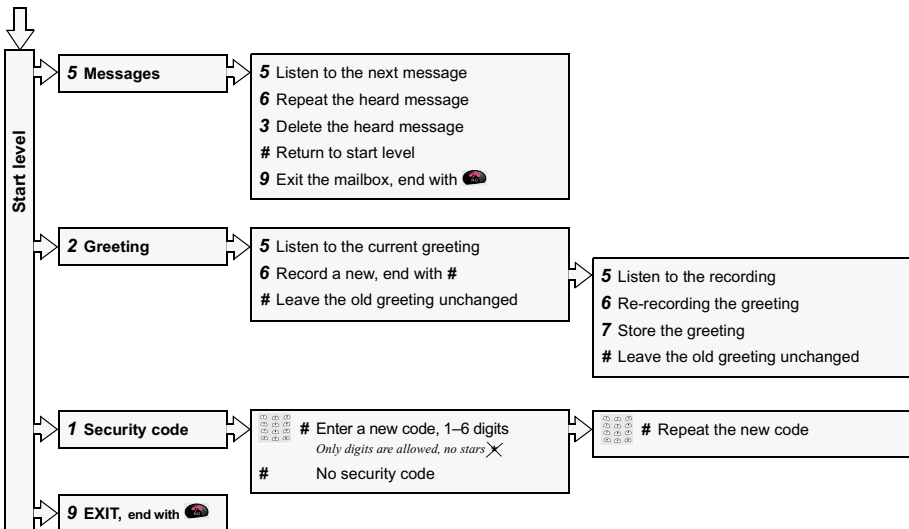 Start level
5 Messages
5 Listen to the next message
6 Repeat the heard message
3 Delete the heard message
# Return to start level
9 Exit the mailbox, end with
2 Greeting
5 Listen to the current greeting
6 Record a new, end with #
# Leave the old greeting unchanged
5 Listen to the recording
6 Re-recording the greeting
7 Store the greeting
# Leave the old greeting unchanged
1 Security code
# Enter a new code, 1–6 digits
Only digits are allowed, no stars
# No security code
# Repeat the new code
9 EXIT, end with